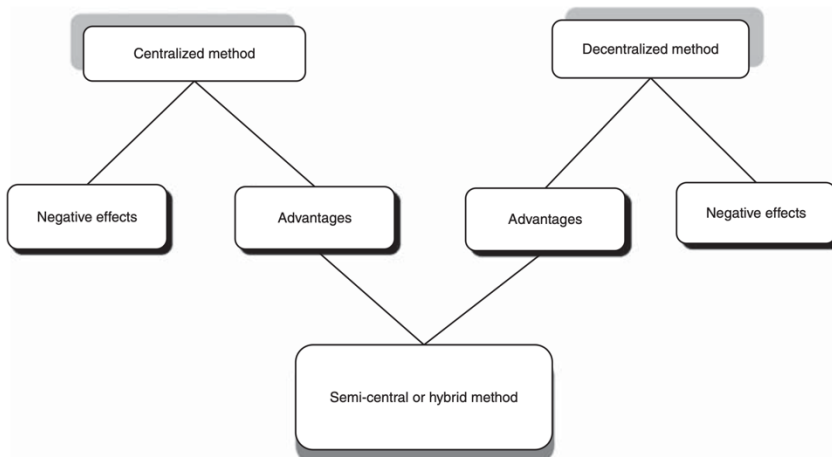 Centralized method
Decentralized method
Negative effects
Advantages
Advantages
Negative effects
Semi-central or hybrid method